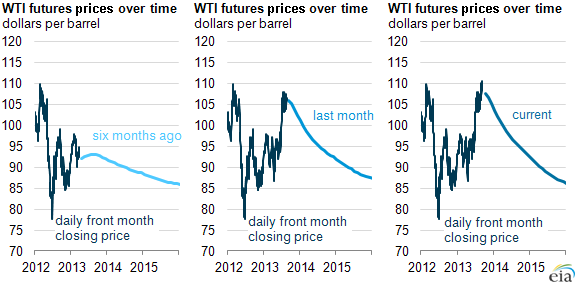 WTI futures prices over time
dollars per barrel
120
115
110
105
100
95
90
85
80
75
70
six months ago
daily front month
closing price
2012 2013 2014 2015
WTI futures prices over time
dollars per barrel
120
115
110
105
100
95
90
85
80
75
70
last month
daily front month
closing price
2012 2013 2014 2015
WTI futures prices over time
dollars per barrel
120
115
110
105
100
95
90
85
80
75
70
current
daily front month
closing price
2012 2013 2014 2015
eia